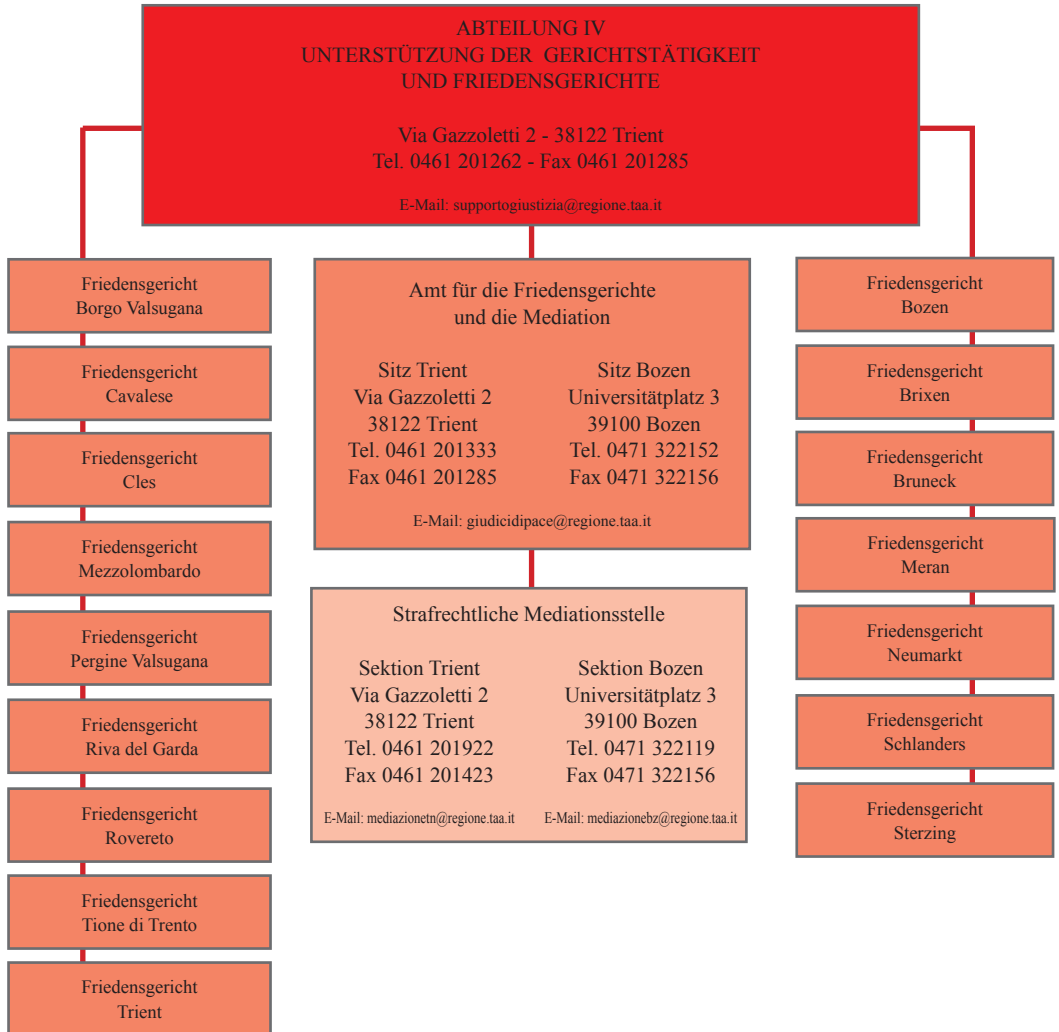 ABTEILUNG IV
UNTERSTÜTZUNG DER GERICHTSTÄTIGKEIT
UND FRIEDENSGERICHTE
Via Gazzoletti 2 - 38122 Trient
Tel. 0461 201262 - Fax 0461 201285
E-Mail: supportogiustizia@regione.taa.it
Friedensgericht
Borgo Valsugana
Friedensgericht
Cavalese
Friedensgericht
Cles
Friedensgericht
Mezzolombardo
Friedensgericht
Pergine Valsugana
Friedensgericht
Riva del Garda
Friedensgericht
Rovereto
Friedensgericht
Tione di Trento
Friedensgericht
Trient
Amt für die Friedensgerichte
und die Mediation
Sitz Trient
Via Gazzoletti 2
38122 Trient
Tel. 0461 201333
Fax 0461 201285
Sitz Bozen
Universitätplatz 3
39100 Bozen
Tel. 0471 322152
Fax 0471 322156
E-Mail: giudicidipace@regione.taa.it
Strafrechtliche Mediationsstelle
Sektion Trient
Via Gazzoletti 2
38122 Trient
Tel. 0461 201922
Fax 0461 201423
E-Mail: mediazionetn@regione.taa.it
Sektion Bozen
Universitätplatz 3
39100 Bozen
Tel. 0471 322119
Fax 0471 322156
E-Mail: mediazionebz@regione.taa.it
Friedensgericht
Bozen
Friedensgericht
Brixen
Friedensgericht
Bruneck
Friedensgericht
Meran
Friedensgericht
Neumarkt
Friedensgericht
Schlanders
Friedensgericht
Sterzing